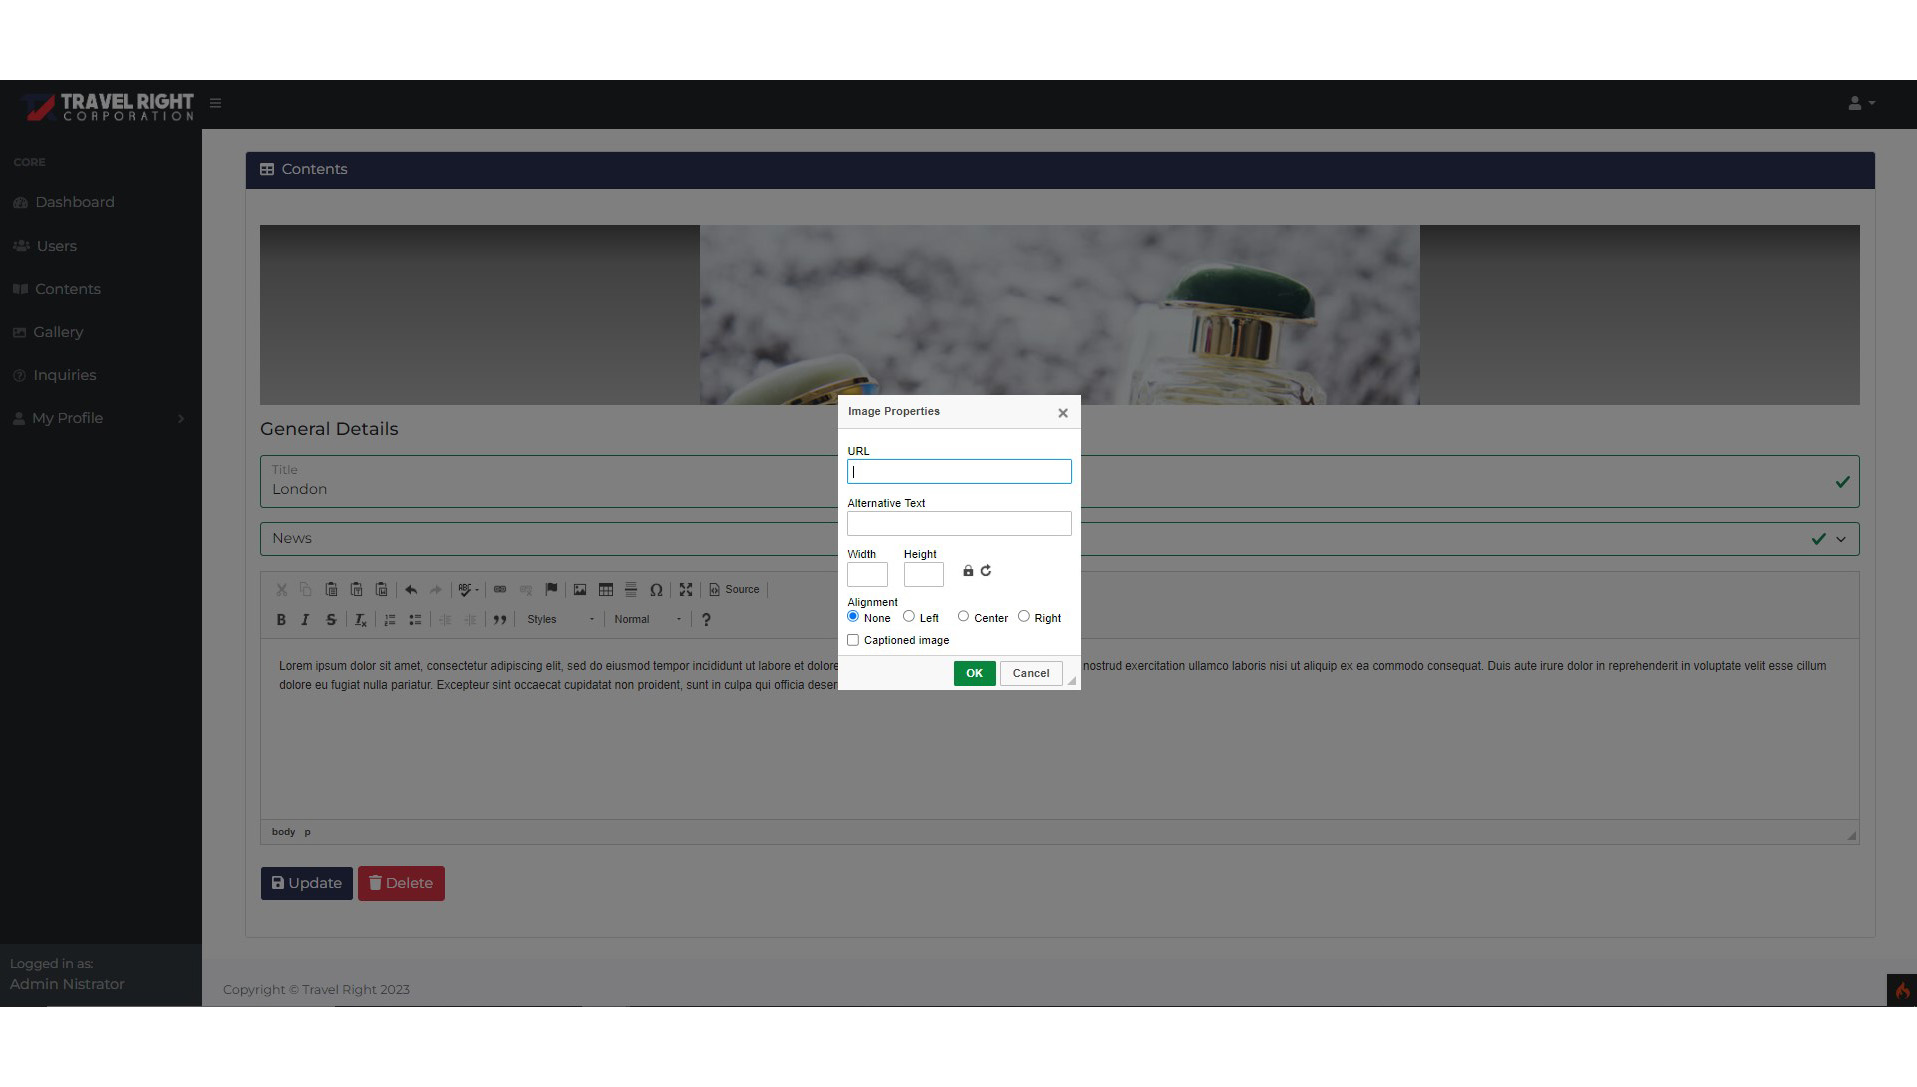 TRAVEL RIGHT
CORPORATION
CORE
Dashboard
Users
Contents
Gallery
Inquiries
My Profile
Logged in as:
Admin Nistrator
Contents
General Details
Title
London
News
ABC
Source
B I S Tx
Styles
Normal
?
Lorem ipsum dolor sit amet, consectetur adipiscing elit, sed do eiusmod tempor incididunt ut labore et dolore nostrud exercitation ullamco laboris nisi ut aliquip ex ea commodo consequat. Duis aute irure dolor in reprehenderit in voluptate velit esse cillum
dolore eu fugiat nulla pariatur. Excepteur sint occaecat cupidatat non proident, sunt in culpa qui officia deser
body p
Update Delete
Copyright © Travel Right 2023
Image Properties
URL
Alternative Text
Width Height
Alignment
None Left Center Right
Captioned image
OK Cancel